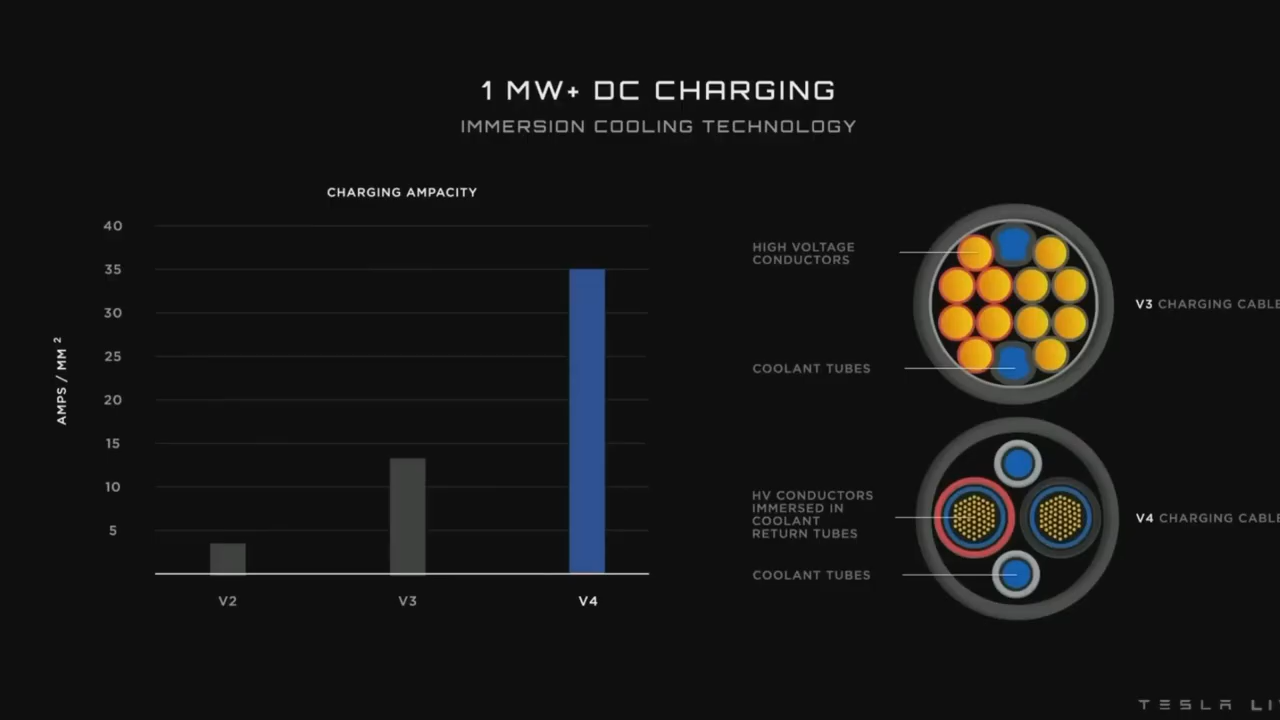 1 MW+ DC CHARGING
IMMERSION COOLING TECHNOLOGY
CHARGING AMPACITY
40
35
30
25
20
15
10
5
AMPS / MM 2
V2
V3
V4
HIGH VOLTAGE
CONDUCTORS
COOLANT TUBES
V3 CHARGING CABLE
HV CONDUCTORS
IMMERSED IN
COOLANT
RETURN TUBES
COOLANT TUBES
V4 CHARGING CABLE
TESLA LI